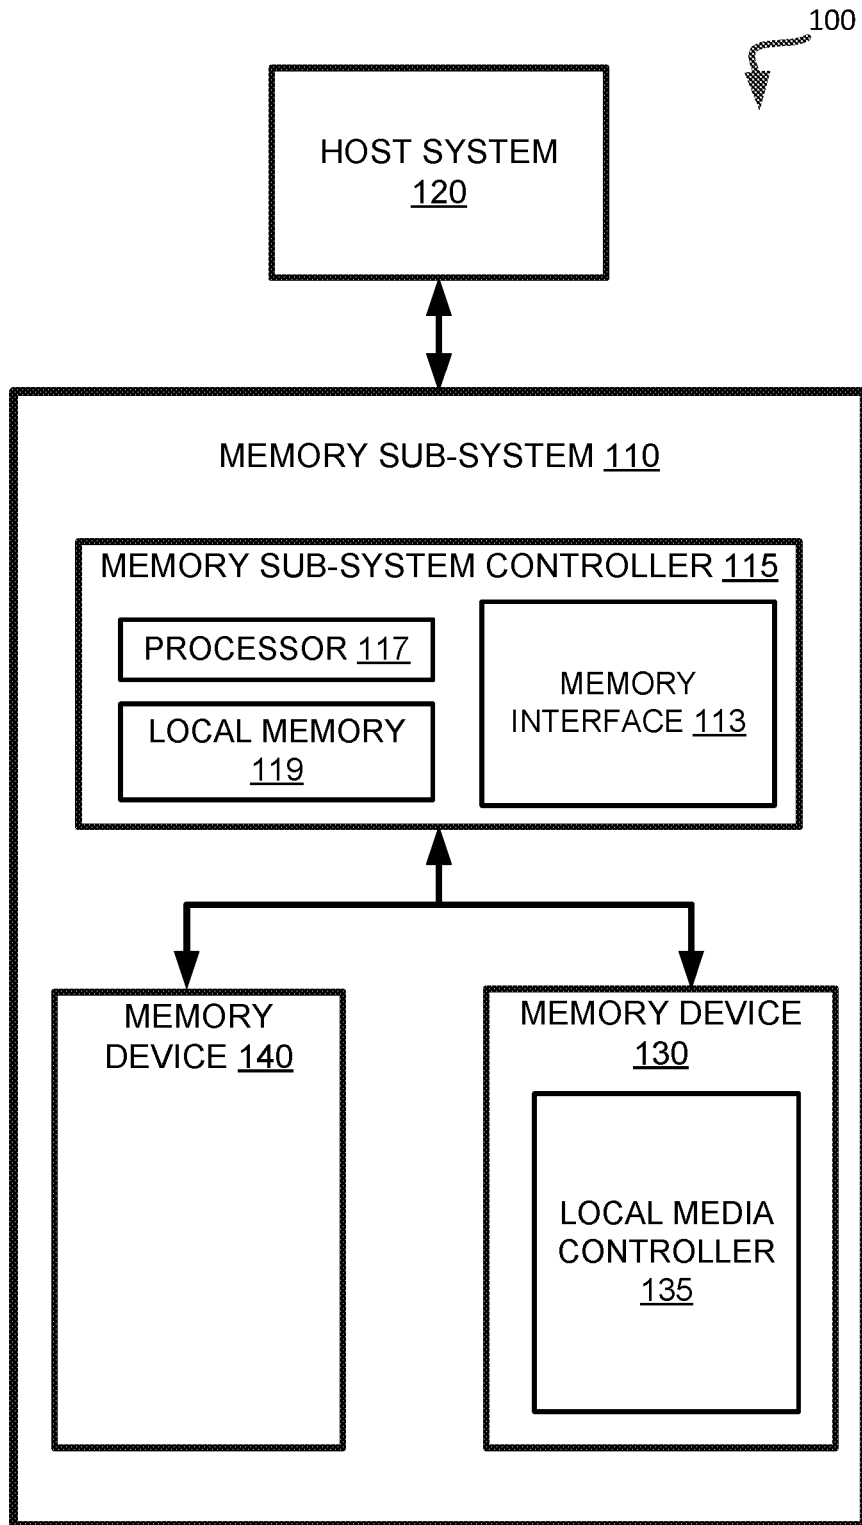 100
HOST SYSTEM
120
MEMORY SUB-SYSTEM 110
MEMORY SUB-SYSTEM CONTROLLER 115
PROCESSOR 117
LOCAL MEMORY
119
MEMORY
INTERFACE 113
MEMORY
DEVICE 140
MEMORY DEVICE
130
LOCAL MEDIA
CONTROLLER
135